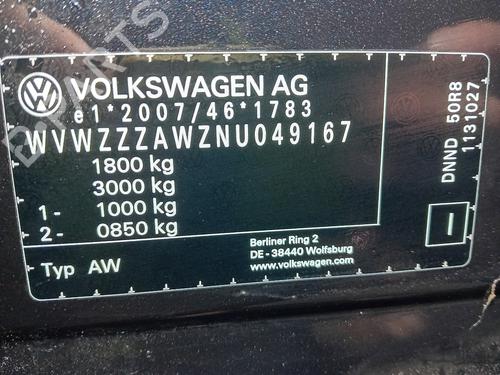 VOLKSWAGEN AG
e1*2007/46*1783
WVWZZZAWZNU049167
1800 kg
3000 kg
1- 1000 kg
2- 0850 kg
Typ AW
Berliner Ring 2
DE - 38440 Wolfsburg
www.volkswagen.com
DNND 50R8
1131027
I
B PARTS